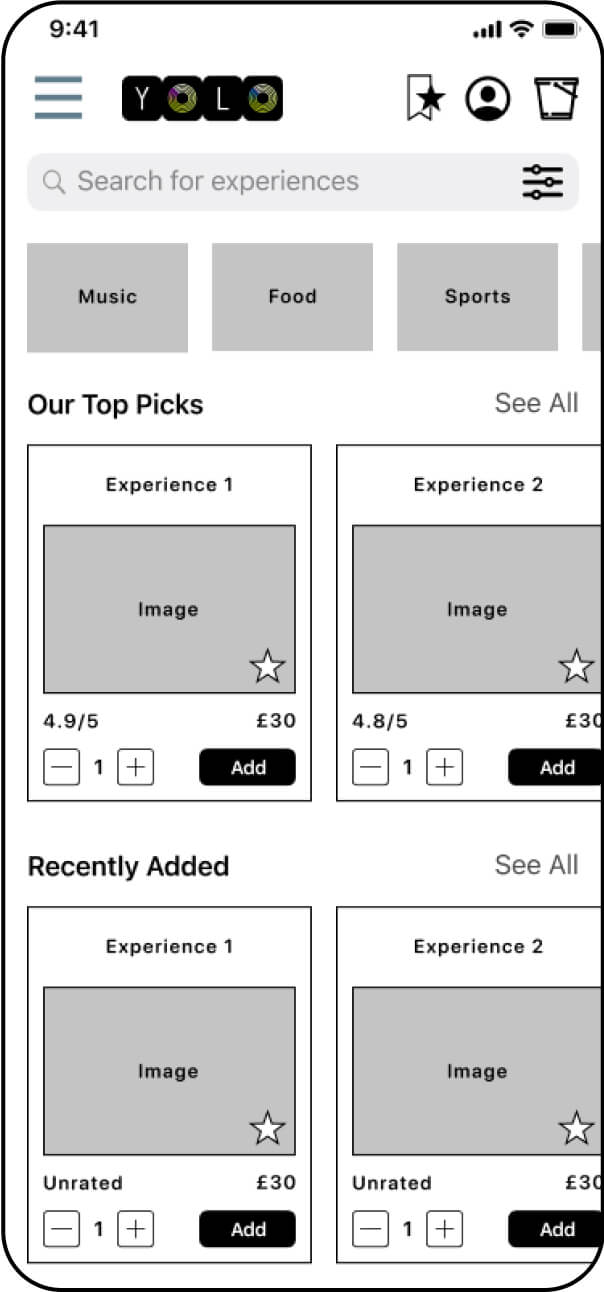 9:41
YOLO
Search for experiences
Music Food Sports
Our Top Picks See All
Experience 1 Experience 2
Image Image
4.9/5 £30 4.8/5 £30
1 Add 1 Add
Recently Added See All
Experience 1 Experience 2
Image Image
Unrated £30 Unrated £30
1 Add 1 Add